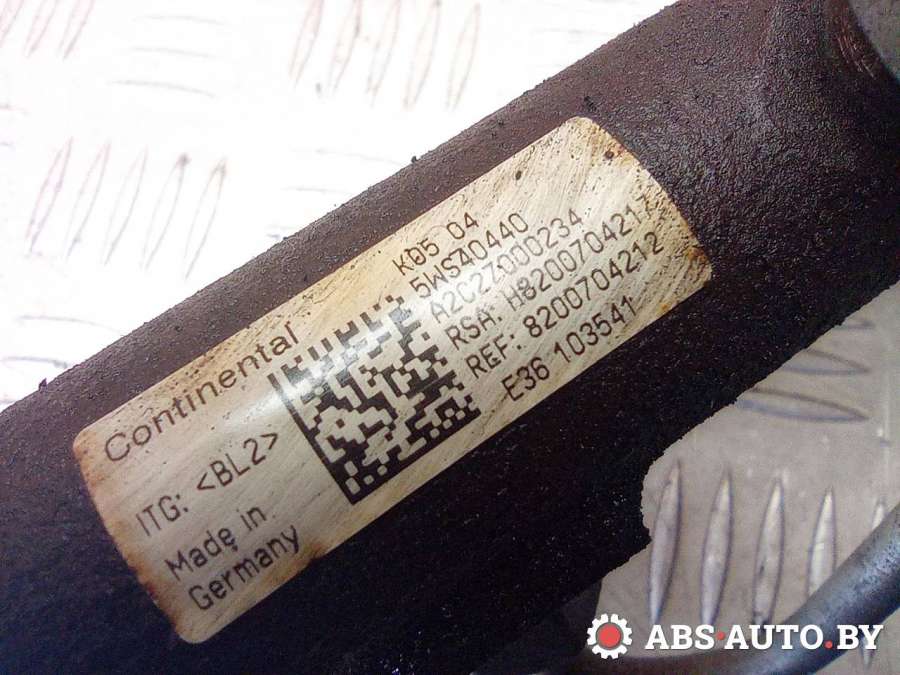 Continental
ITG: <BL2>
Made in
Germany
K05 04
5WS40440
A2C27000234
RSA: H8200704217
REF: 8200704212
E36 103541
ABS-AUTO.BY